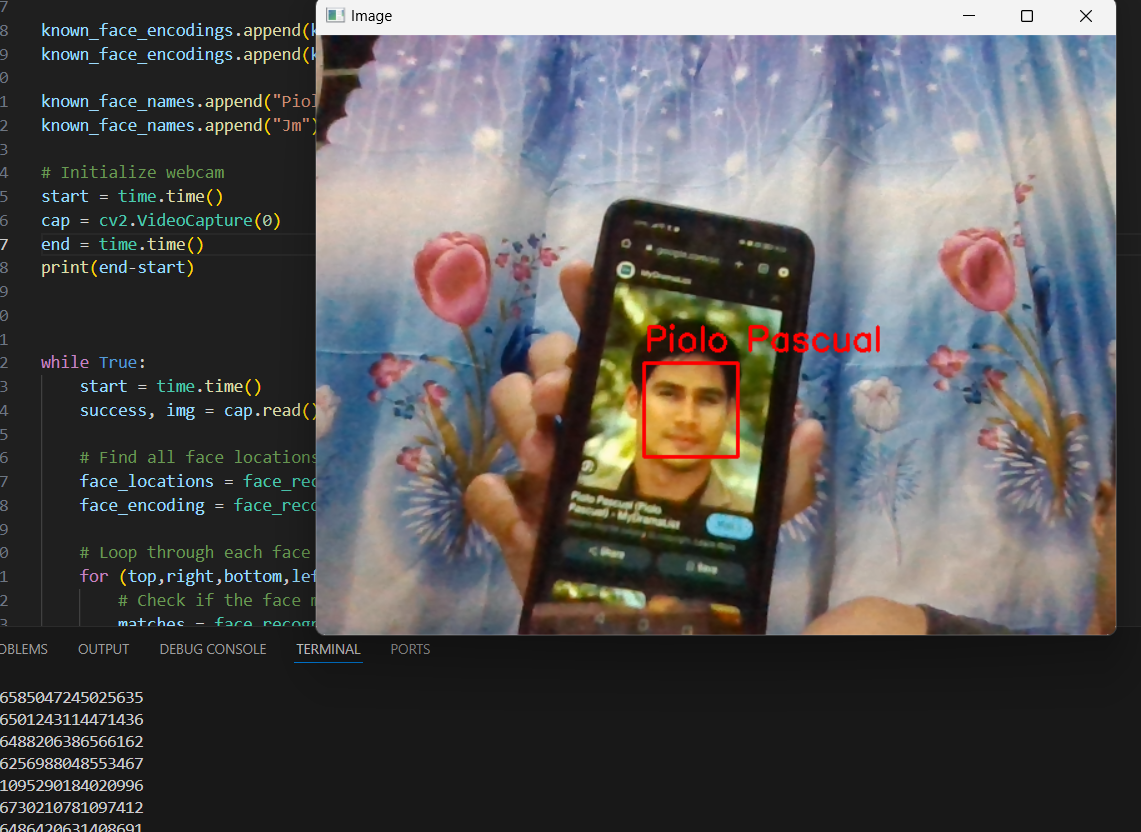 7
8 known_face_encodings.append(k
9 known_face_encodings.append(k
0
1 known_face_names.append("Piol
2 known_face_names.append("Jm")
3
4 # Initialize webcam
5 start = time.time()
6 cap = cv2.VideoCapture(0)
7 end = time.time()
8 print(end-start)
9
0
1
2 while True:
3 start = time.time()
4 success, img = cap.read()
5
6 # Find all face locations
7 face_locations = face_rec
8 face_encoding = face_reco
9
0 # Loop through each face
1 for (top,right,bottom,lef
2 # Check if the face m
3 matches = face_recogn
Image
MyDramaList
Piolo Pascual
Piolo Pascual (Piolo
Pascual) - MyDramaList
Share
Save
OBLEMS OUTPUT DEBUG CONSOLE TERMINAL PORTS
6585047245025635
6501243114471436
6488206386566162
6256988048553467
1095290184020996
6730210781097412
6486420631408691